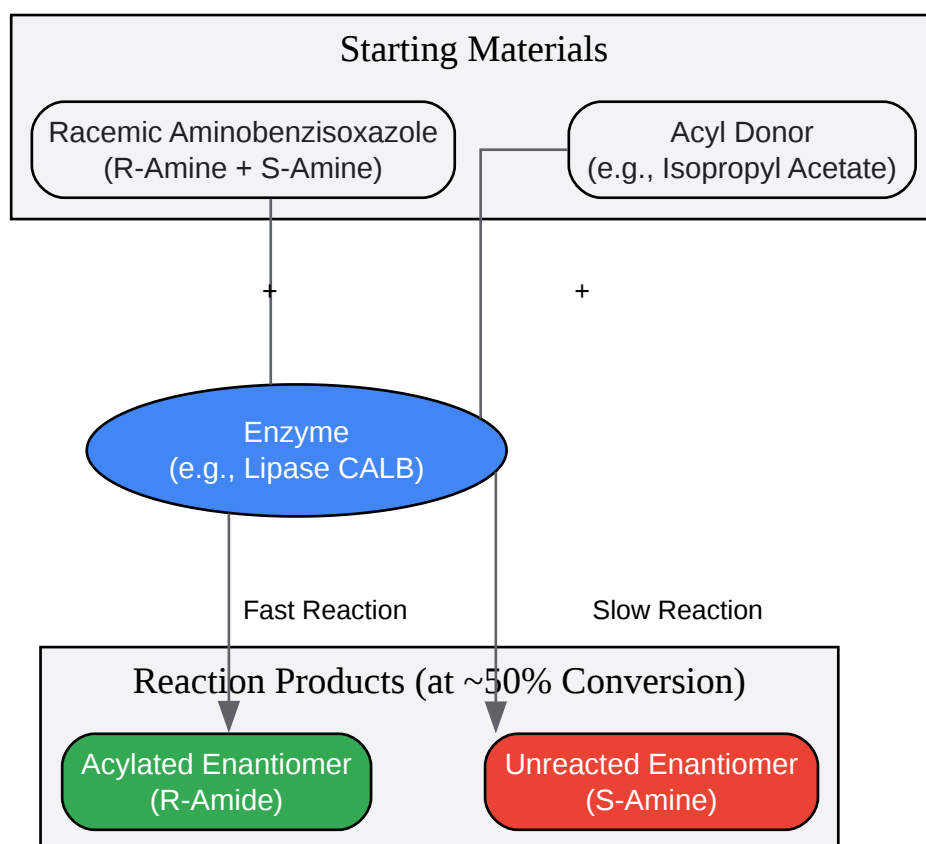 Starting Materials
Racemic Aminobenzisoxazole
(R-Amine + S-Amine)
Acyl Donor
(e.g., Isopropyl Acetate)
+
+
Enzyme
(e.g., Lipase CALB)
Fast Reaction
Slow Reaction
Reaction Products (at ~50% Conversion)
Acylated Enantiomer
(R-Amide)
Unreacted Enantiomer
(S-Amine)